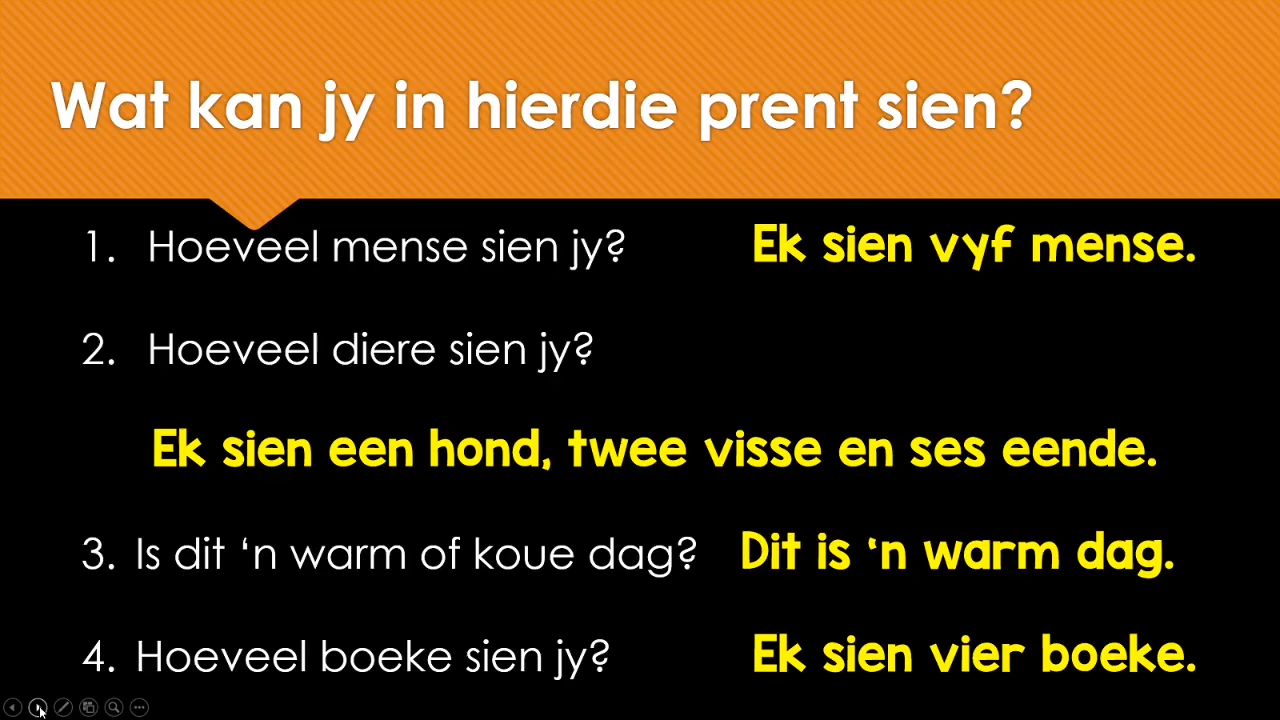 Wat kan jy in hierdie prent sien?
1. Hoeveel mense sien jy? Ek sien vyf mense.
2. Hoeveel diere sien jy?
Ek sien een hond, twee visse en ses eende.
3. Is dit ‘n warm of koue dag? Dit is ‘n warm dag.
4. Hoeveel boeke sien jy? Ek sien vier boeke.